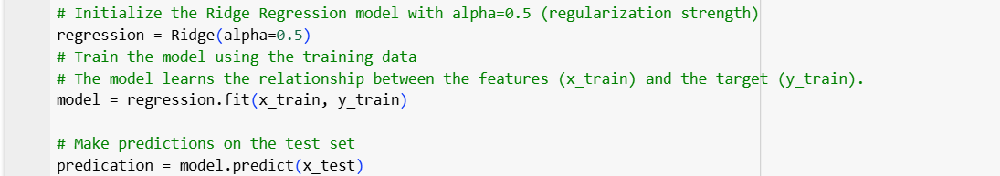 # Initialize the Ridge Regression model with alpha=0.5 (regularization strength)
regression = Ridge(alpha=0.5)
# Train the model using the training data
# The model learns the relationship between the features (x_train) and the target (y_train).
model = regression.fit(x_train, y_train)
# Make predictions on the test set
predication = model.predict(x_test)